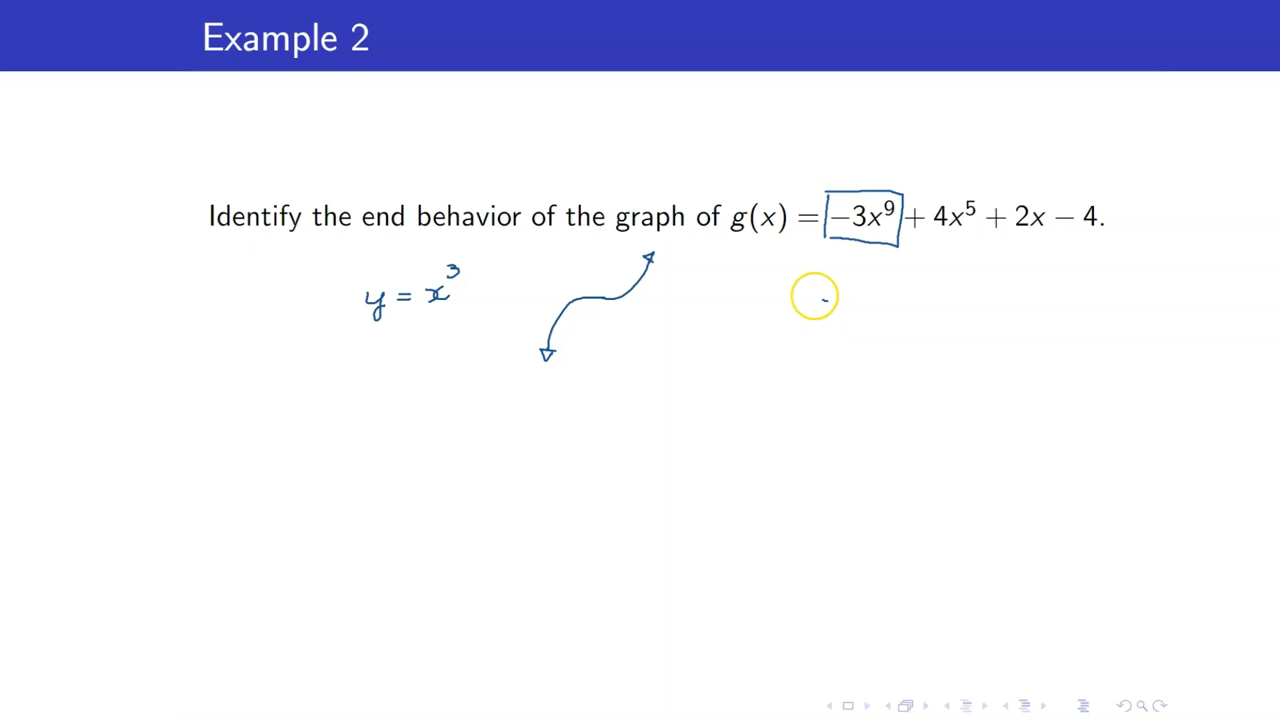 Example 2
Identify the end behavior of the graph of g(x) = −3x⁹ + 4x⁵ + 2x − 4.
y = x³